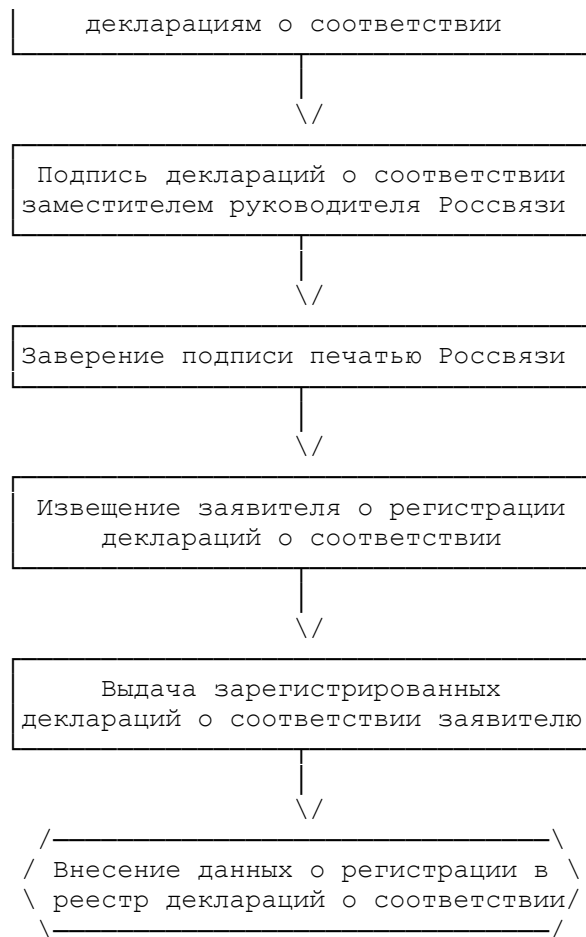 декларациям о соответствии
Подпись деклараций о соответствии
заместителем руководителя Россвязи
Заверение подписи печатью Россвязи
Извещение заявителя о регистрации
деклараций о соответствии
Выдача зарегистрированных
деклараций о соответствии заявителю
Внесение данных о регистрации в
реестр деклараций о соответствии